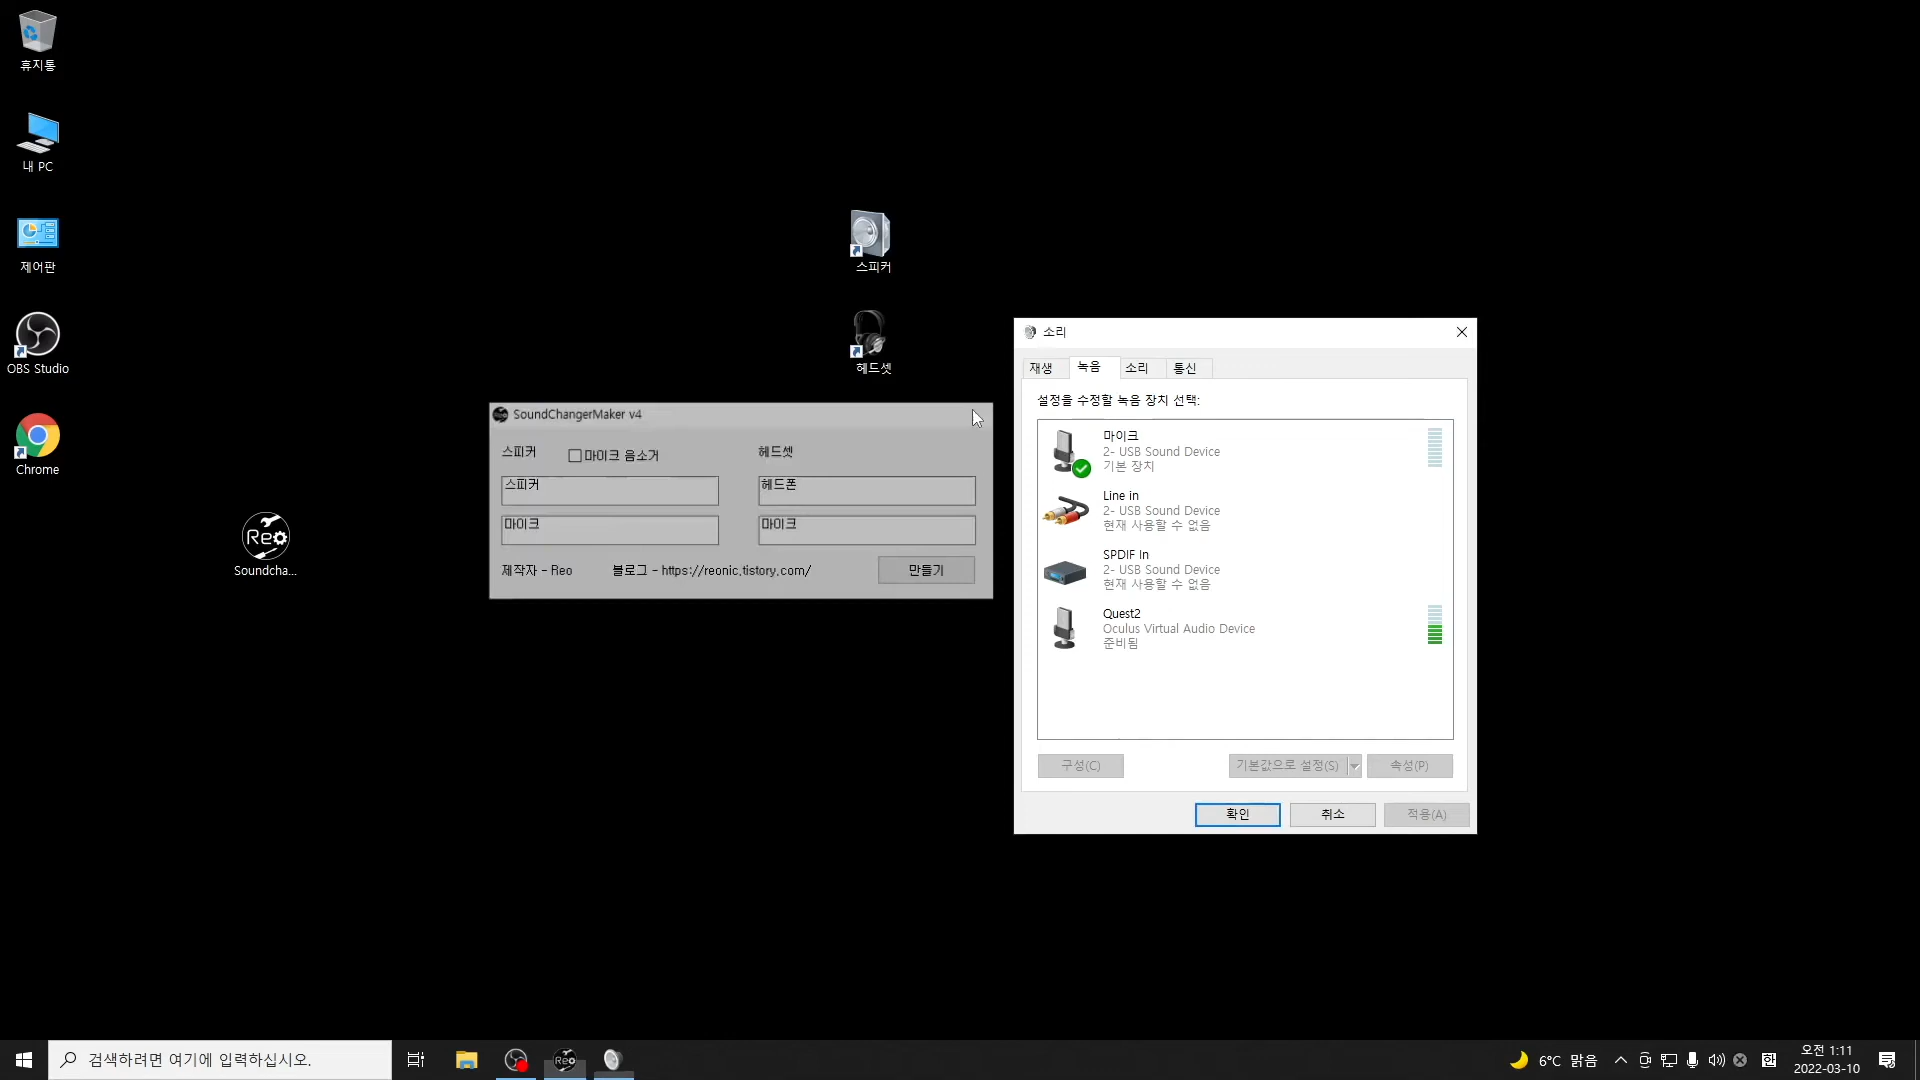 휴지통
내 PC
제어판
OBS Studio
Chrome
Soundcha...
스피커
헤드셋
SoundChangerMaker v4
스피커
마이크 음소거
헤드셋
스피커
헤드폰
마이크
마이크
제작자 - Reo
블로그 - https://reonic.tistory.com/
만들기
소리
재생
녹음
소리
통신
설정을 수정할 녹음 장치 선택:
마이크
2- USB Sound Device
기본 장치
Line in
2- USB Sound Device
현재 사용할 수 없음
SPDIF In
2- USB Sound Device
현재 사용할 수 없음
Quest2
Oculus Virtual Audio Device
준비됨
구성(C)
기본값으로 설정(S)
속성(P)
확인
취소
적용(A)
검색하려면 여기에 입력하십시오.
6°C 맑음
한
오전 1:11
2022-03-10
Reo
Reo